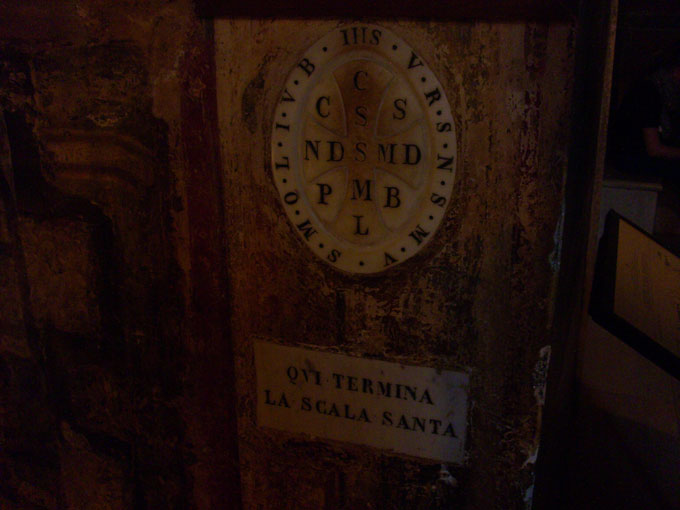 IHS · V · R · S · N · S · M · V · S · M · O · L · I · V · B ·
C
C S S
N D S M D
P M B
L
QVI · TERMINA
LA SCALA · SANTA